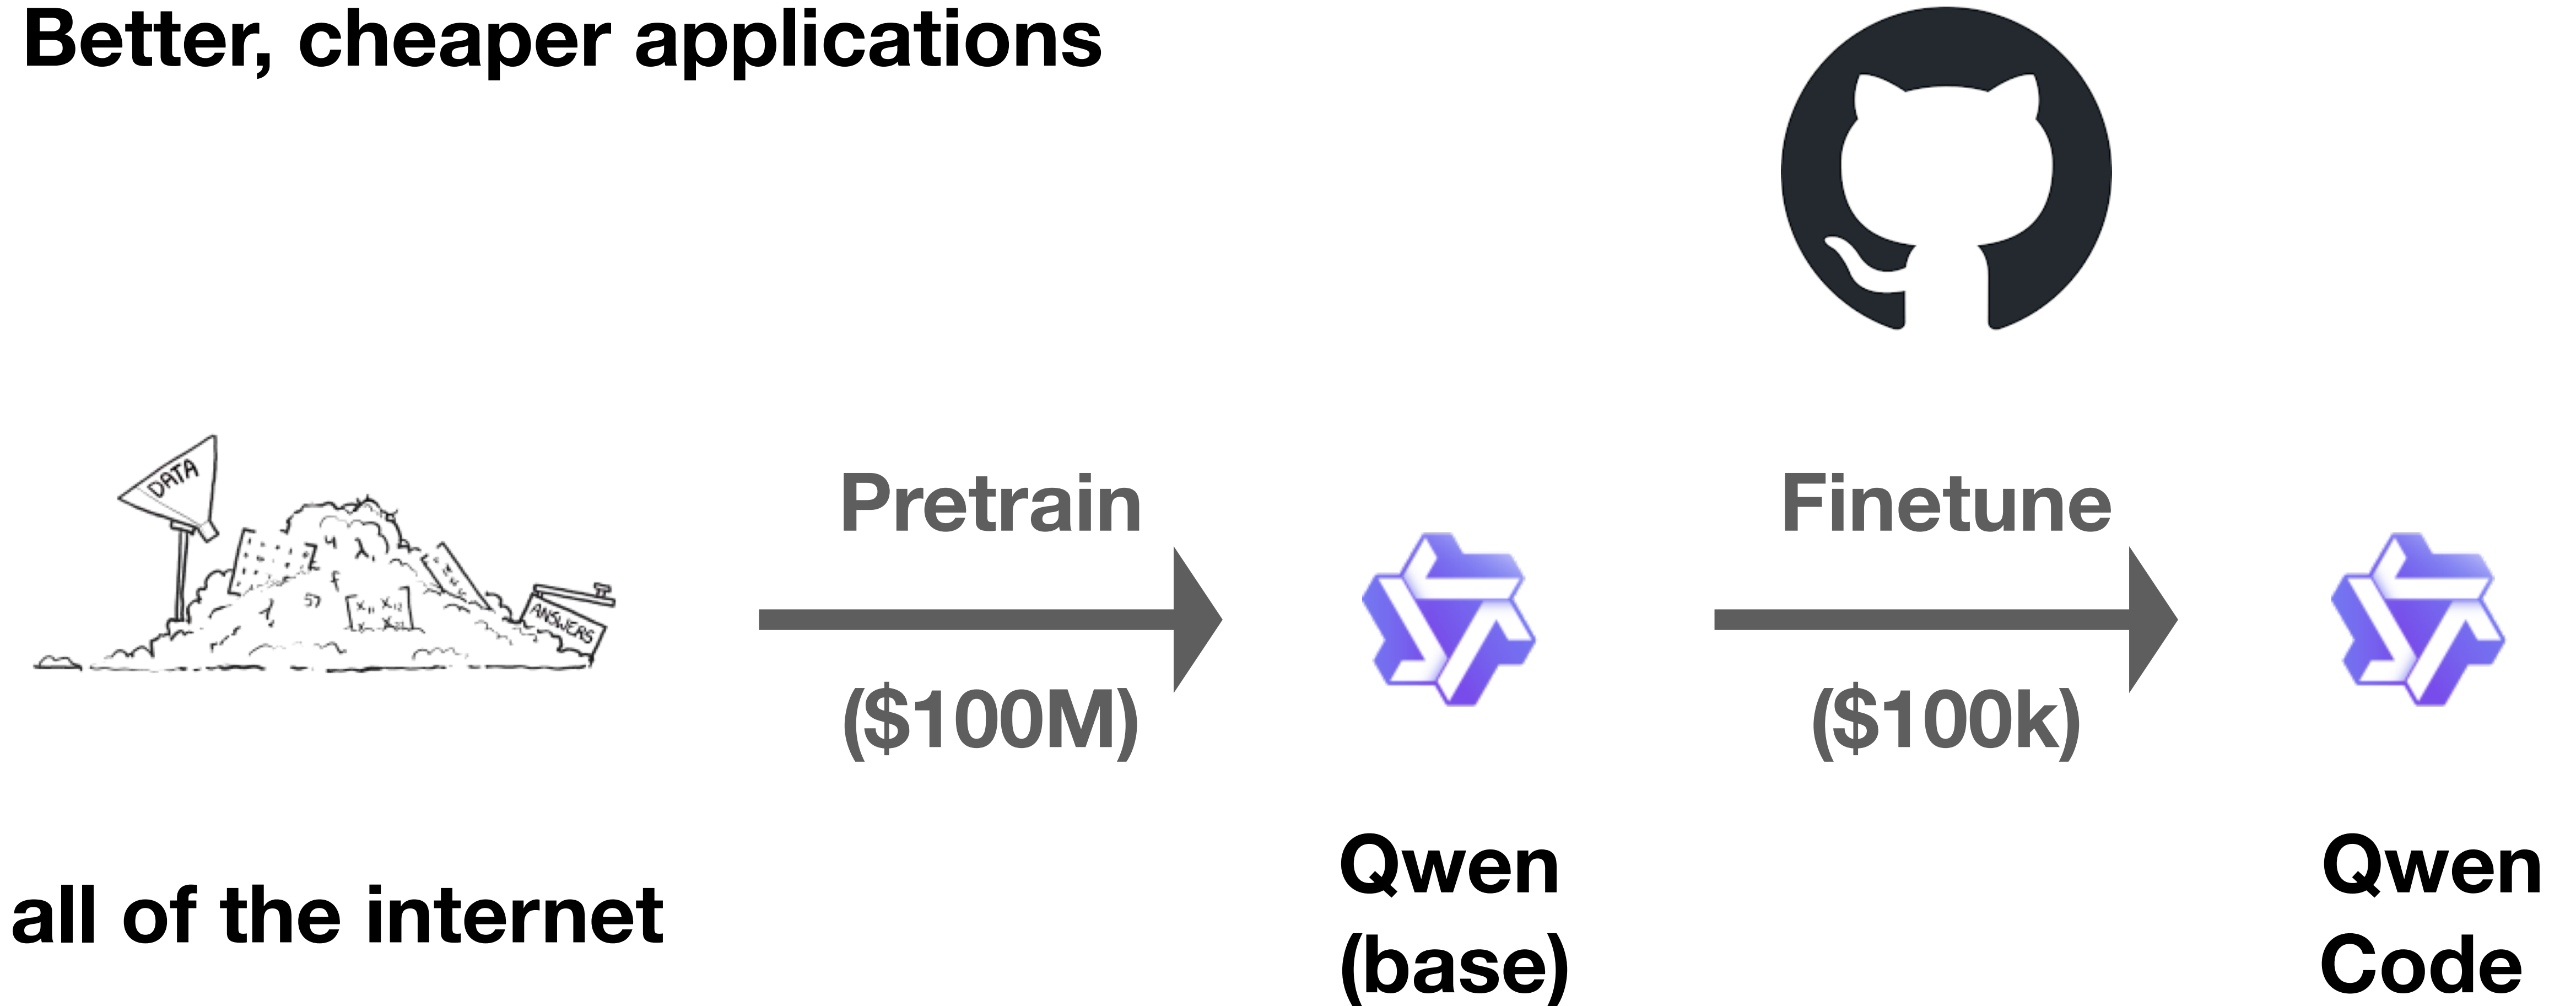 Better, cheaper applications
DATA
ANSWERS
Pretrain
($100M)
Finetune
($100k)
all of the internet
Qwen
(base)
Qwen
Code